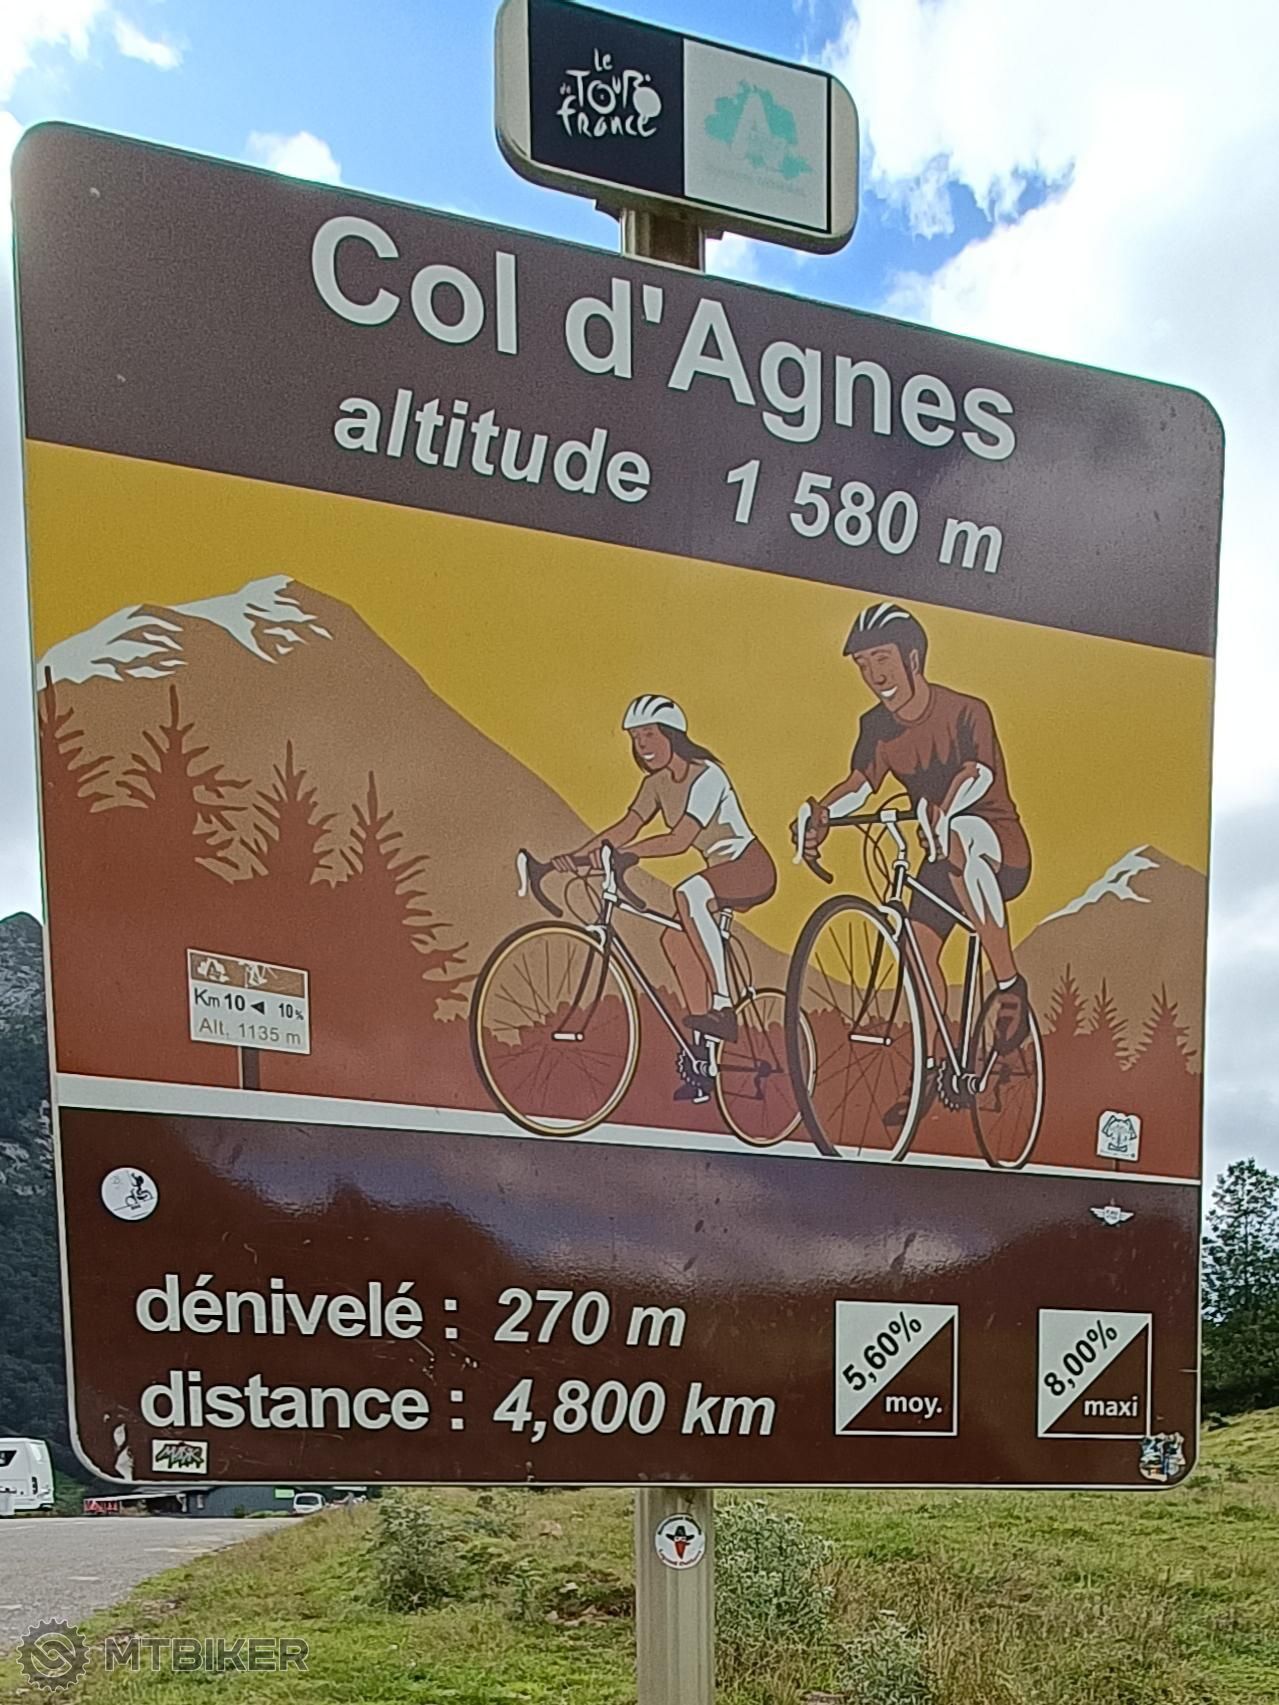 Le
TOUR
de
france
Col d'Agnes
altitude 1 580 m
Km 10 ◄ 10%
Alt. 1135 m
dénivelé : 270 m
distance : 4,800 km
5,60%
moy.
8,00%
maxi
MTBIKER